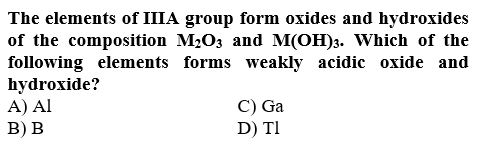 The elements of IIIA group form oxides and hydroxides
of the composition M₂O₃ and M(OH)₃. Which of the
following elements forms weakly acidic oxide and
hydroxide?
A) Al C) Ga
B) B D) Tl